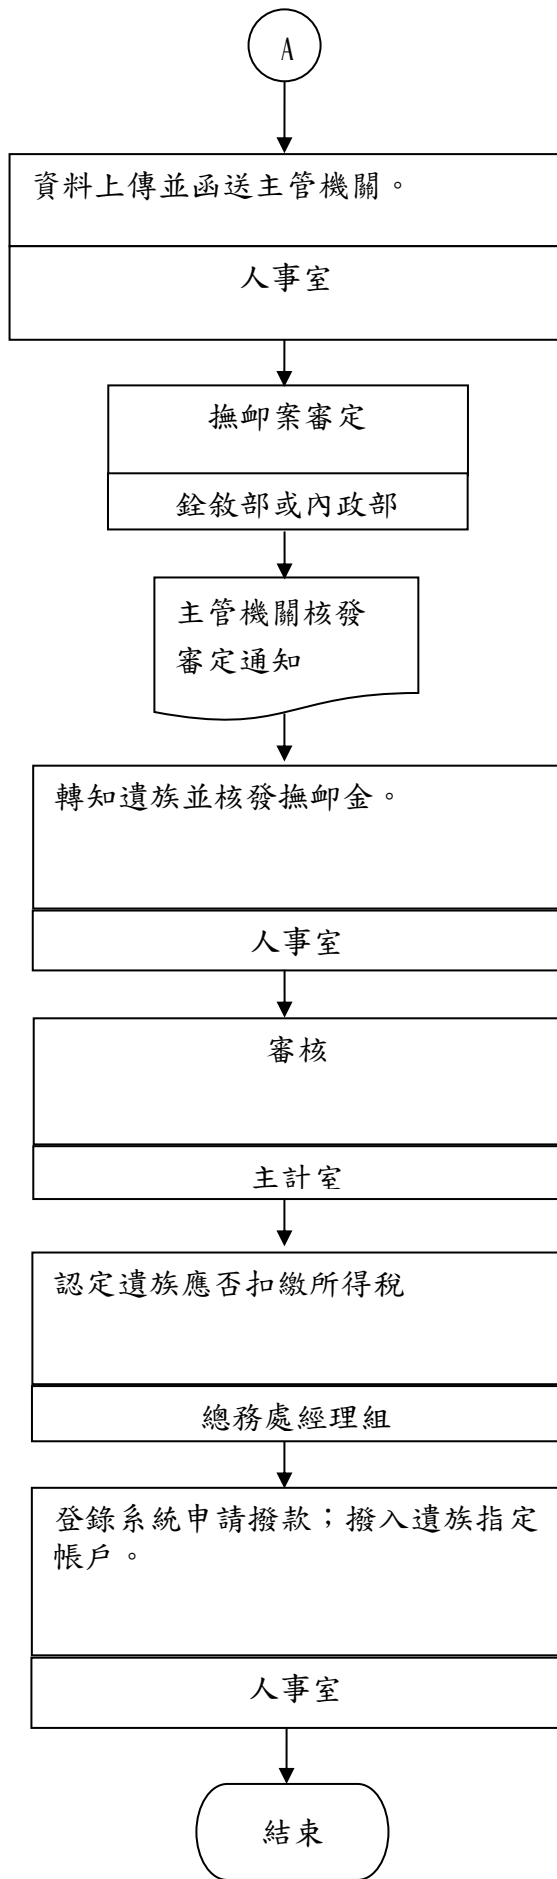 A
資料上傳並函送主管機關。
人事室
撫卹案審定
銓敘部或內政部
主管機關核發
審定通知
轉知遺族並核發撫卹金。
人事室
審核
主計室
認定遺族應否扣繳所得稅
總務處經理組
登錄系統申請撥款；撥入遺族指定
帳戶。
人事室
結束